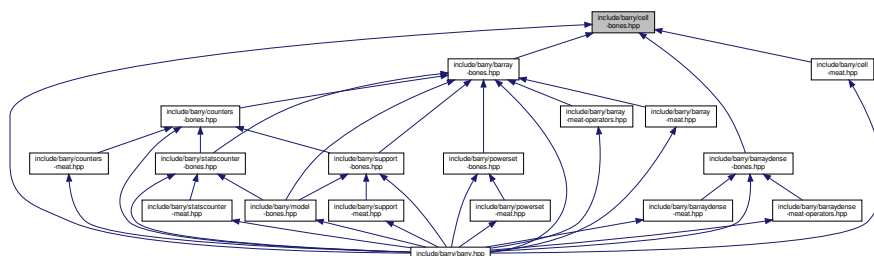 include/barry/cell
-bones.hpp
include/barry/barray
-bones.hpp
include/barry/cell
-meat.hpp
include/barry/counters
-bones.hpp
include/barry/barray
-meat-operators.hpp
include/barry/barray
-meat.hpp
include/barry/counters
-meat.hpp
include/barry/statscounter
-bones.hpp
include/barry/support
-bones.hpp
include/barry/powerset
-bones.hpp
include/barry/barraydense
-bones.hpp
include/barry/statscounter
-meat.hpp
include/barry/model
-bones.hpp
include/barry/support
-meat.hpp
include/barry/powerset
-meat.hpp
include/barry/barraydense
-meat.hpp
include/barry/barraydense
-meat-operators.hpp
include/barry/barry.hpp